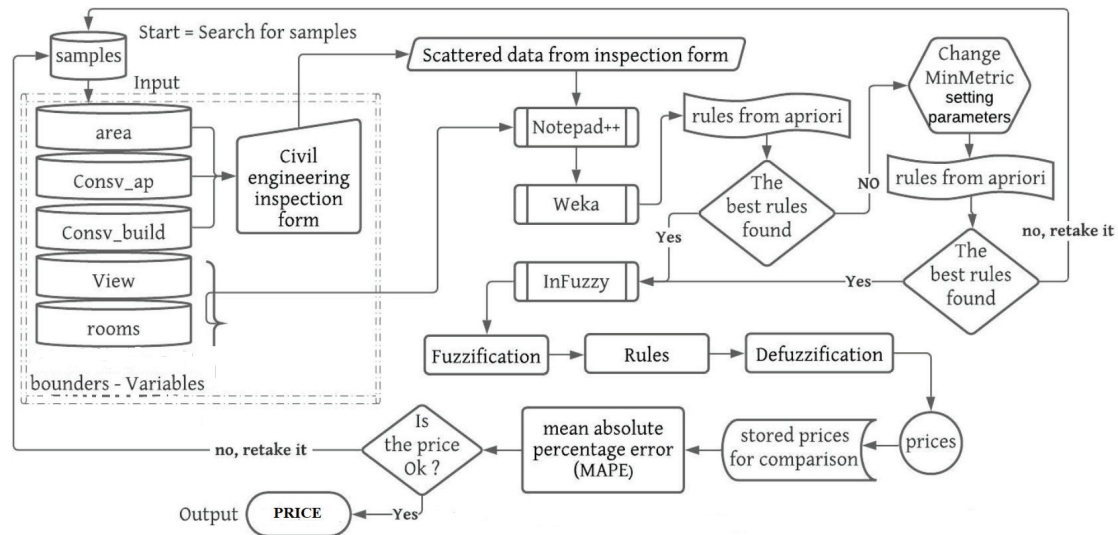 Start = Search for samples
samples
Input
area
Consv_ap
Consv_build
View
rooms
bounders - Variables
Civil
engineering
inspection
form
Scattered data from inspection form
Notepad++
Weka
rules from apriori
The
best rules
found
NO
Yes
Change
MinMetric
setting
parameters
rules from apriori
The
best rules
found
no, retake it
Yes
InFuzzy
Fuzzification
Rules
Defuzzification
prices
stored prices
for comparison
mean absolute
percentage error
(MAPE)
Is
the price
Ok ?
no, retake it
Yes
Output
PRICE